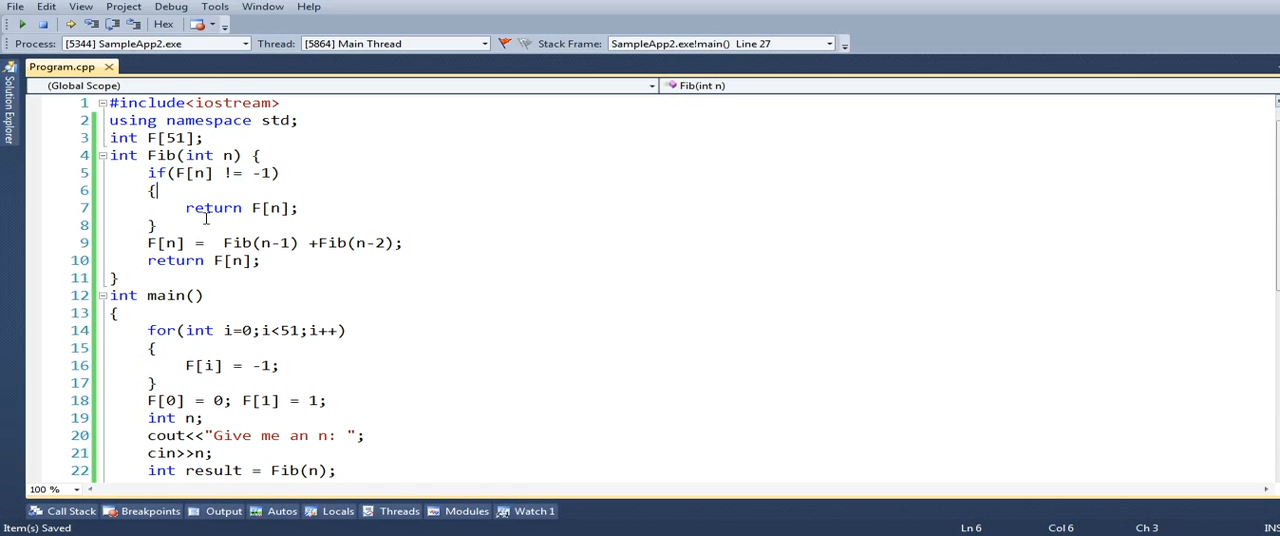 File Edit View Project Debug Tools Window Help
Hex
Process: [5344] SampleApp2.exe Thread: [5864] Main Thread Stack Frame: SampleApp2.exe!main() Line 27
Program.cpp
(Global Scope) Fib(int n)
Solution Explorer
1 #include<iostream>
2 using namespace std;
3 int F[51];
4 int Fib(int n) {
5 if(F[n] != -1)
6 {
7 return F[n];
8 }
9 F[n] =  Fib(n-1) +Fib(n-2);
10 return F[n];
11 }
12 int main()
13 {
14 for(int i=0;i<51;i++)
15 {
16 F[i] = -1;
17 }
18 F[0] = 0; F[1] = 1;
19 int n;
20 cout<<"Give me an n: ";
21 cin>>n;
22 int result = Fib(n);
100 %
Call Stack Breakpoints Output Autos Locals Threads Modules Watch 1
Item(s) Saved Ln 6 Col 6 Ch 3 INS